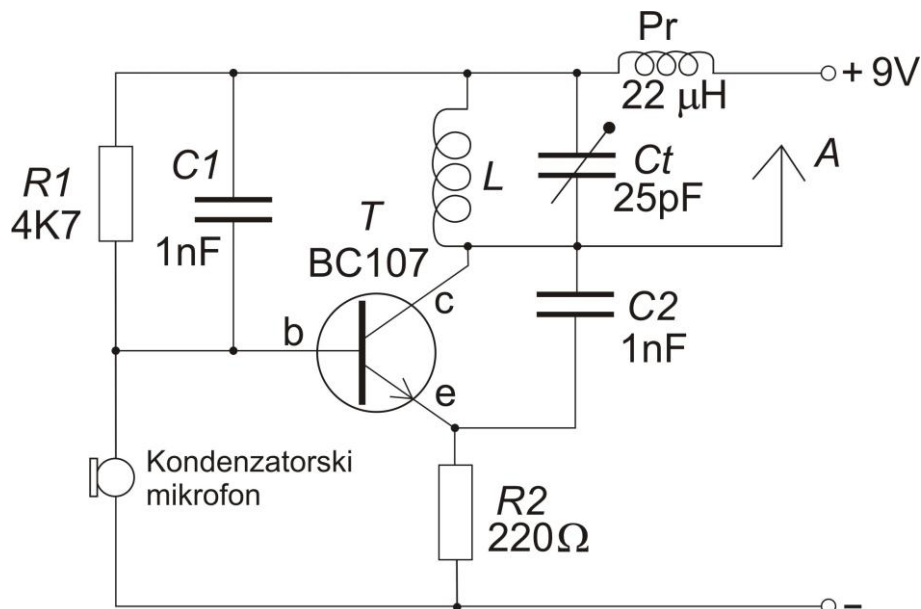 Pr
22 μH
+ 9V
R1
4K7
C1
1nF
L
Ct
25pF
A
T
BC107
b
c
e
C2
1nF
Kondenzatorski
mikrofon
R2
220Ω
-